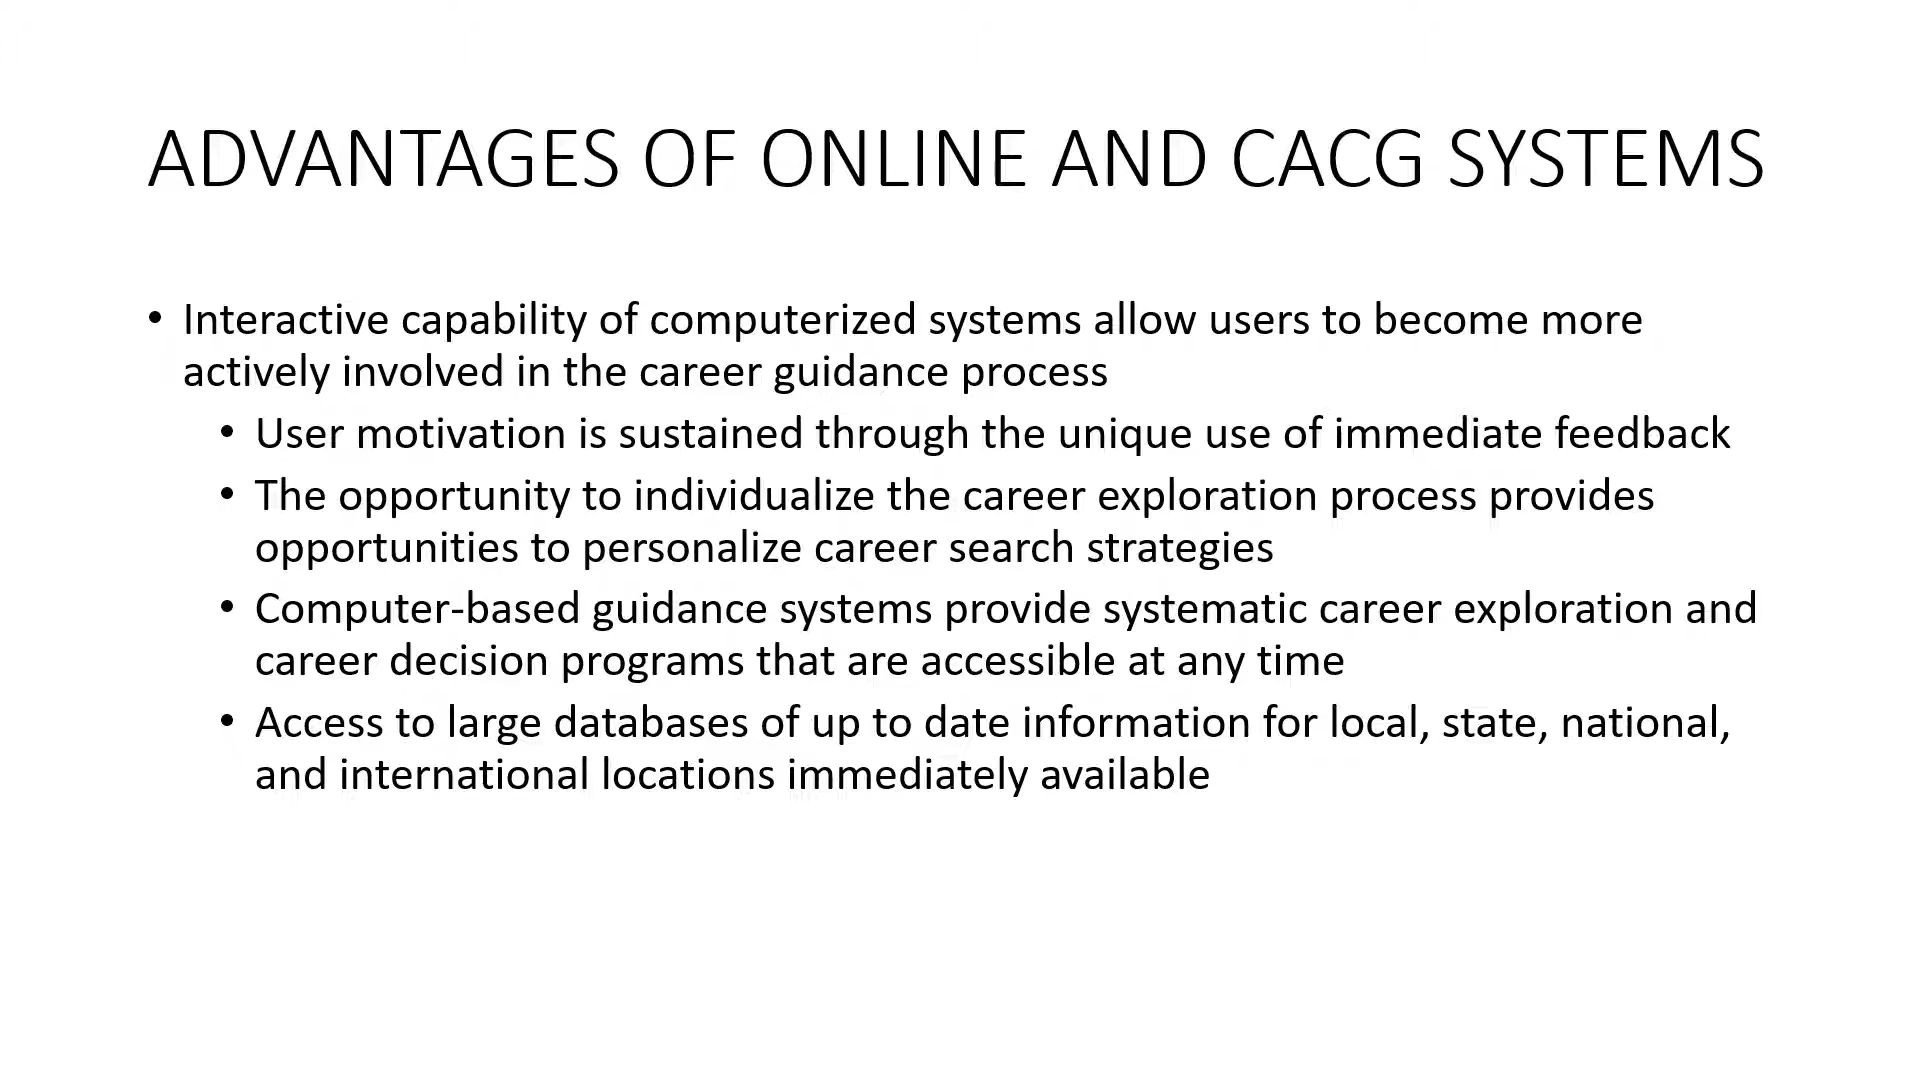 ADVANTAGES OF ONLINE AND CACG SYSTEMS
• Interactive capability of computerized systems allow users to become more
actively involved in the career guidance process
• User motivation is sustained through the unique use of immediate feedback
• The opportunity to individualize the career exploration process provides
opportunities to personalize career search strategies
• Computer-based guidance systems provide systematic career exploration and
career decision programs that are accessible at any time
• Access to large databases of up to date information for local, state, national,
and international locations immediately available